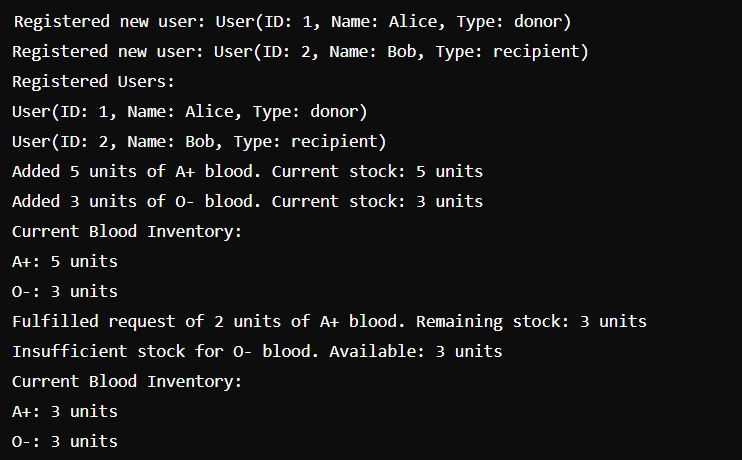 Registered new user: User(ID: 1, Name: Alice, Type: donor)
Registered new user: User(ID: 2, Name: Bob, Type: recipient)
Registered Users:
User(ID: 1, Name: Alice, Type: donor)
User(ID: 2, Name: Bob, Type: recipient)
Added 5 units of A+ blood. Current stock: 5 units
Added 3 units of O- blood. Current stock: 3 units
Current Blood Inventory:
A+: 5 units
O-: 3 units
Fulfilled request of 2 units of A+ blood. Remaining stock: 3 units
Insufficient stock for O- blood. Available: 3 units
Current Blood Inventory:
A+: 3 units
O-: 3 units